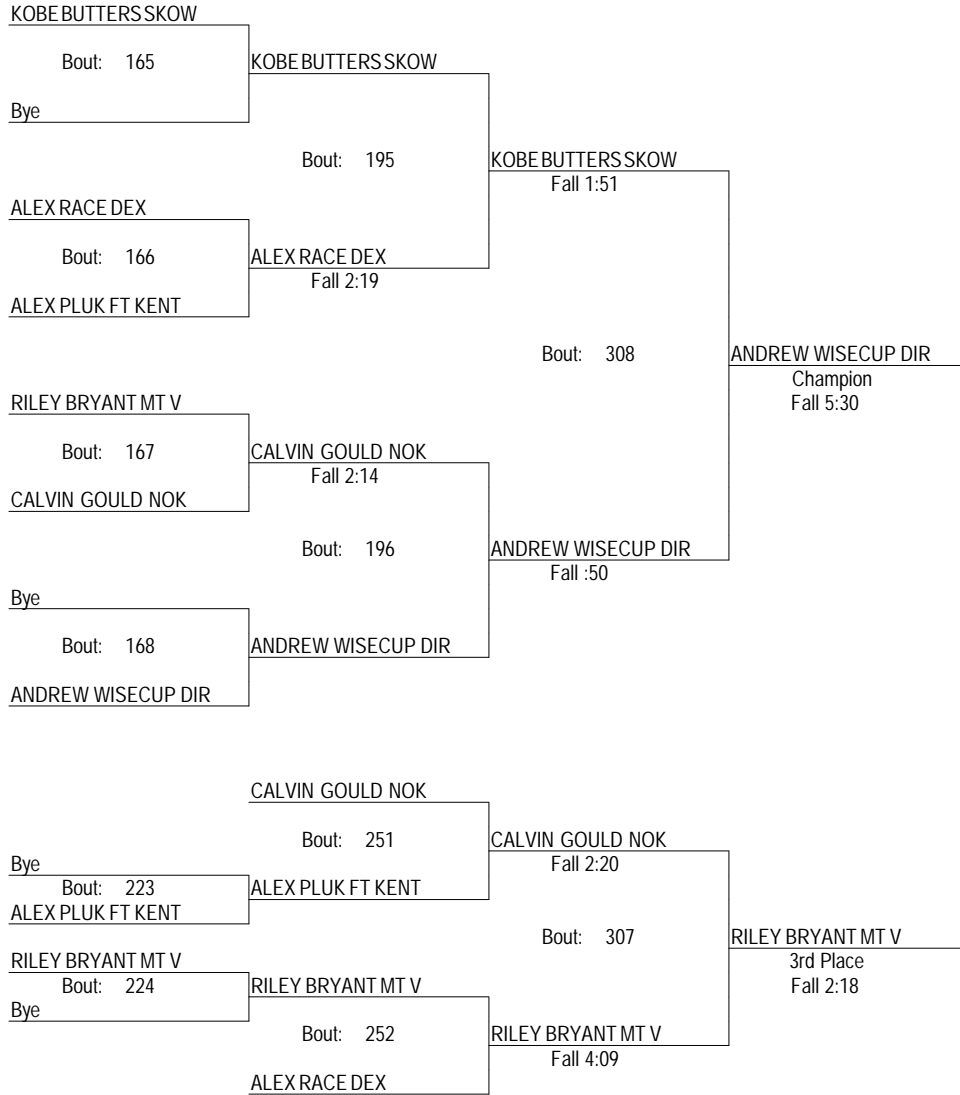 KOBE BUTTERS SKOW
Bout: 165
KOBE BUTTERS SKOW
Bye
Bout: 195
KOBE BUTTERS SKOW
Fall 1:51
ALEX RACE DEX
Bout: 166
ALEX RACE DEX
Fall 2:19
ALEX PLUK FT KENT
Bout: 308
ANDREW WISECUP DIR
Champion
Fall 5:30
RILEY BRYANT MT V
Bout: 167
CALVIN GOULD NOK
Fall 2:14
CALVIN GOULD NOK
Bout: 196
ANDREW WISECUP DIR
Fall :50
Bye
Bout: 168
ANDREW WISECUP DIR
ANDREW WISECUP DIR
CALVIN GOULD NOK
Bout: 251
CALVIN GOULD NOK
Fall 2:20
Bye
Bout: 223
ALEX PLUK FT KENT
ALEX PLUK FT KENT
Bout: 307
RILEY BRYANT MT V
3rd Place
Fall 2:18
RILEY BRYANT MT V
Bout: 224
RILEY BRYANT MT V
Bye
Bout: 252
RILEY BRYANT MT V
Fall 4:09
ALEX RACE DEX